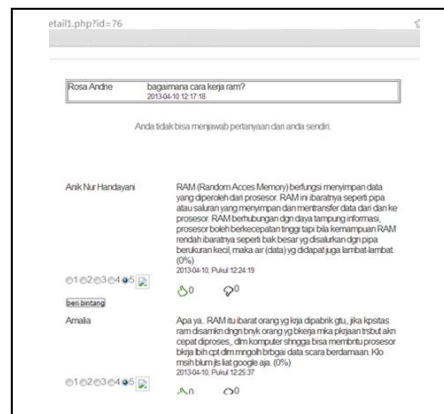 etail1.php?id=76
Rosa Andrie bagaimana cara kerja ram?
2013-04-10 12:17:18
Anda tidak bisa menjawab pertanyaan dari anda sendiri.
Anik Nur Handayani RAM (Random Acces Memory) berfungsi menyimpan data
yang diperoleh dari prosesor. RAM ini ibaratnya seperti pipa
atau saluran yang menyimpan dan mentransfer data dari dan ke
prosesor. RAM berhubungan dgn daya tampung informasi,
prosesor boleh berkecepatan tinggi tapi bila kemampuan RAM
rendah ibaratnya seperti bak besar yg disalurkan dgn pipa
berukuran kecil, maka air (data) yg didapat juga lambat-lambat.
(0%)
2013-04-10, Pukul 12:24:19
1 2 3 4 5
0 0
beri bintang
Amalia Apa ya.. RAM itu ibarat orang yg krja dipabrik gtu, jika kpsitas
ram disamkn dngn bnyk orang yg bkerja mka pkrjaan trsbut akn
cepat diproses,, dlm komputer shngga bisa membntu prosesor
bkrja lbih cpt dlm mngolh brbgai data scara berdamaan. Klo
msih blum jls liat google aja. (0%)
2013-04-10, Pukul 12:25:37
1 2 3 4 5
0 0